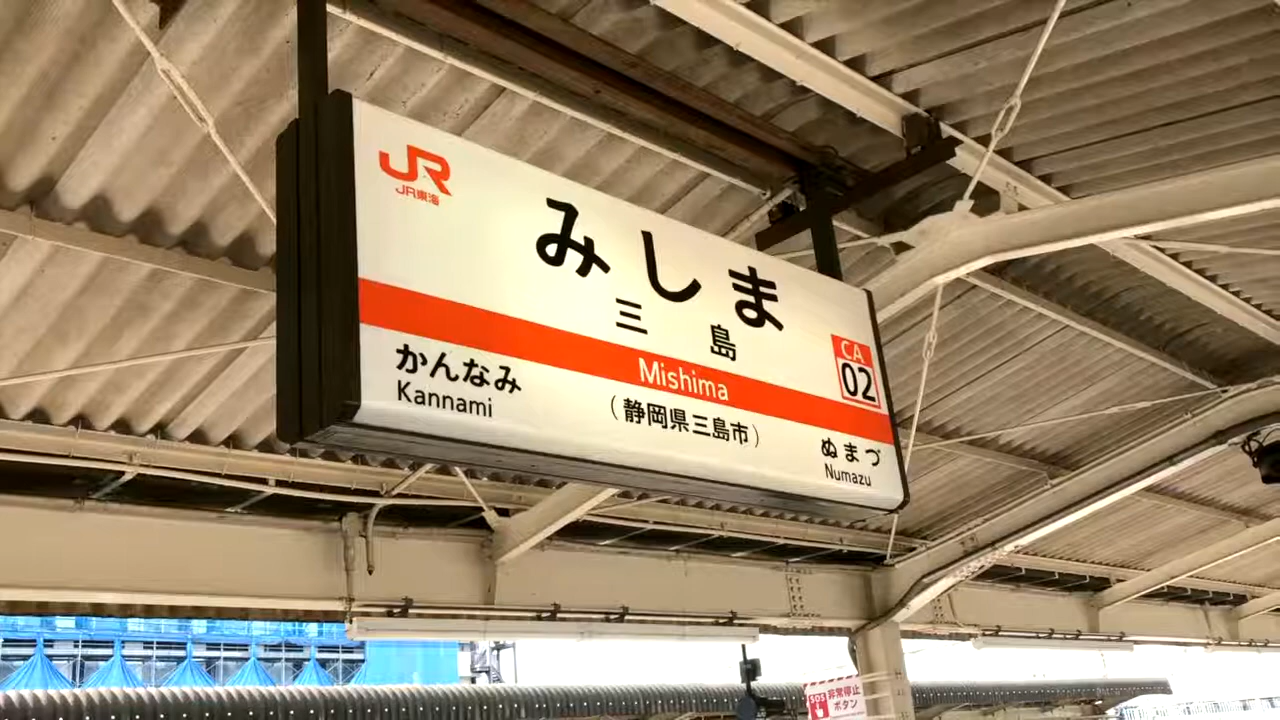 JR
JR東海
みしま
三島
CA
02
Mishima
かんなみ
Kannami
(静岡県三島市)
ぬまづ
Numazu
SOS
非常停止
ボタン